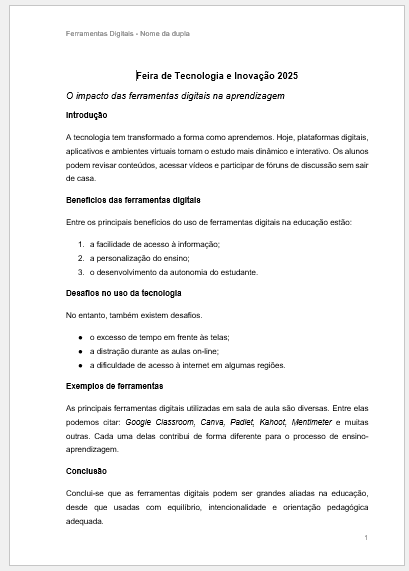 Ferramentas Digitais - Nome da dupla
Feira de Tecnologia e Inovação 2025
O impacto das ferramentas digitais na aprendizagem
Introdução
A tecnologia tem transformado a forma como aprendemos. Hoje, plataformas digitais,
aplicativos e ambientes virtuais tornam o estudo mais dinâmico e interativo. Os alunos
podem revisar conteúdos, acessar vídeos e participar de fóruns de discussão sem sair
de casa.
Benefícios das ferramentas digitais
Entre os principais benefícios do uso de ferramentas digitais na educação estão:
1. a facilidade de acesso à informação;
2. a personalização do ensino;
3. o desenvolvimento da autonomia do estudante.
Desafios no uso da tecnologia
No entanto, também existem desafios.
● o excesso de tempo em frente às telas;
● a distração durante as aulas on-line;
● a dificuldade de acesso à internet em algumas regiões.
Exemplos de ferramentas
As principais ferramentas digitais utilizadas em sala de aula são diversas. Entre elas
podemos citar: Google Classroom, Canva, Padlet, Kahoot, Mentimeter e muitas
outras. Cada uma delas contribui de forma diferente para o processo de ensino-
aprendizagem.
Conclusão
Conclui-se que as ferramentas digitais podem ser grandes aliadas na educação,
desde que usadas com equilíbrio, intencionalidade e orientação pedagógica
adequada.
1